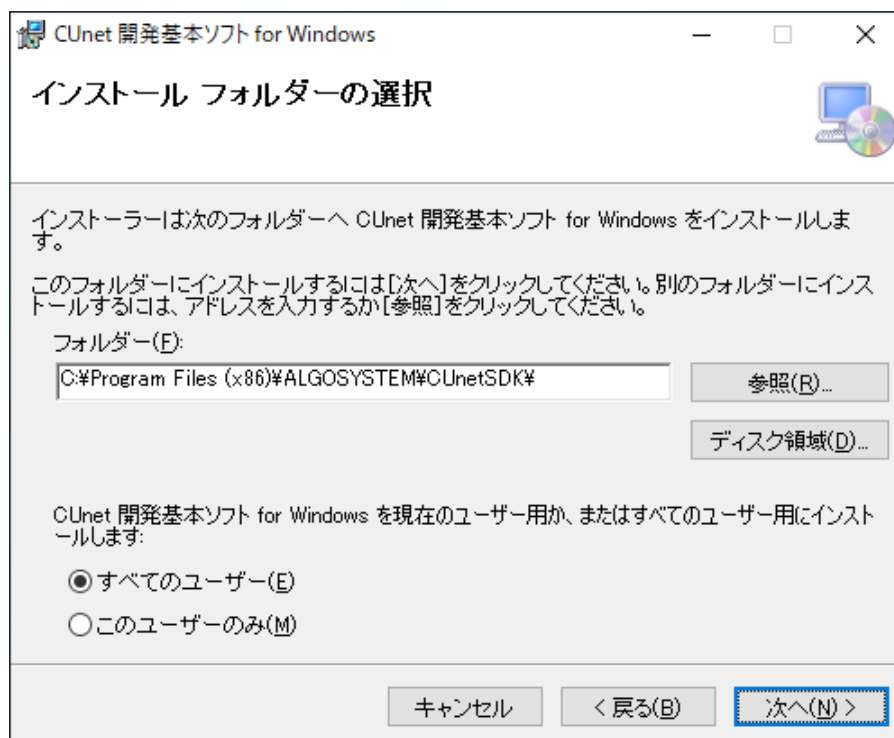 CUnet 開発基本ソフト for Windows
インストール フォルダーの選択
インストーラーは次のフォルダーへ CUnet 開発基本ソフト for Windows をインストールしま
す。
このフォルダーにインストールするには[次へ]をクリックしてください。別のフォルダーにインス
トールするには、アドレスを入力するか[参照]をクリックしてください。
フォルダー(F):
C:¥Program Files (x86)¥ALGOSYSTEM¥CUnetSDK¥
参照(R)...
ディスク領域(D)...
CUnet 開発基本ソフト for Windows を現在のユーザー用か、またはすべてのユーザー用にインスト
ールします:
すべてのユーザー(E)
このユーザーのみ(M)
キャンセル
< 戻る(B)
次へ(N) >